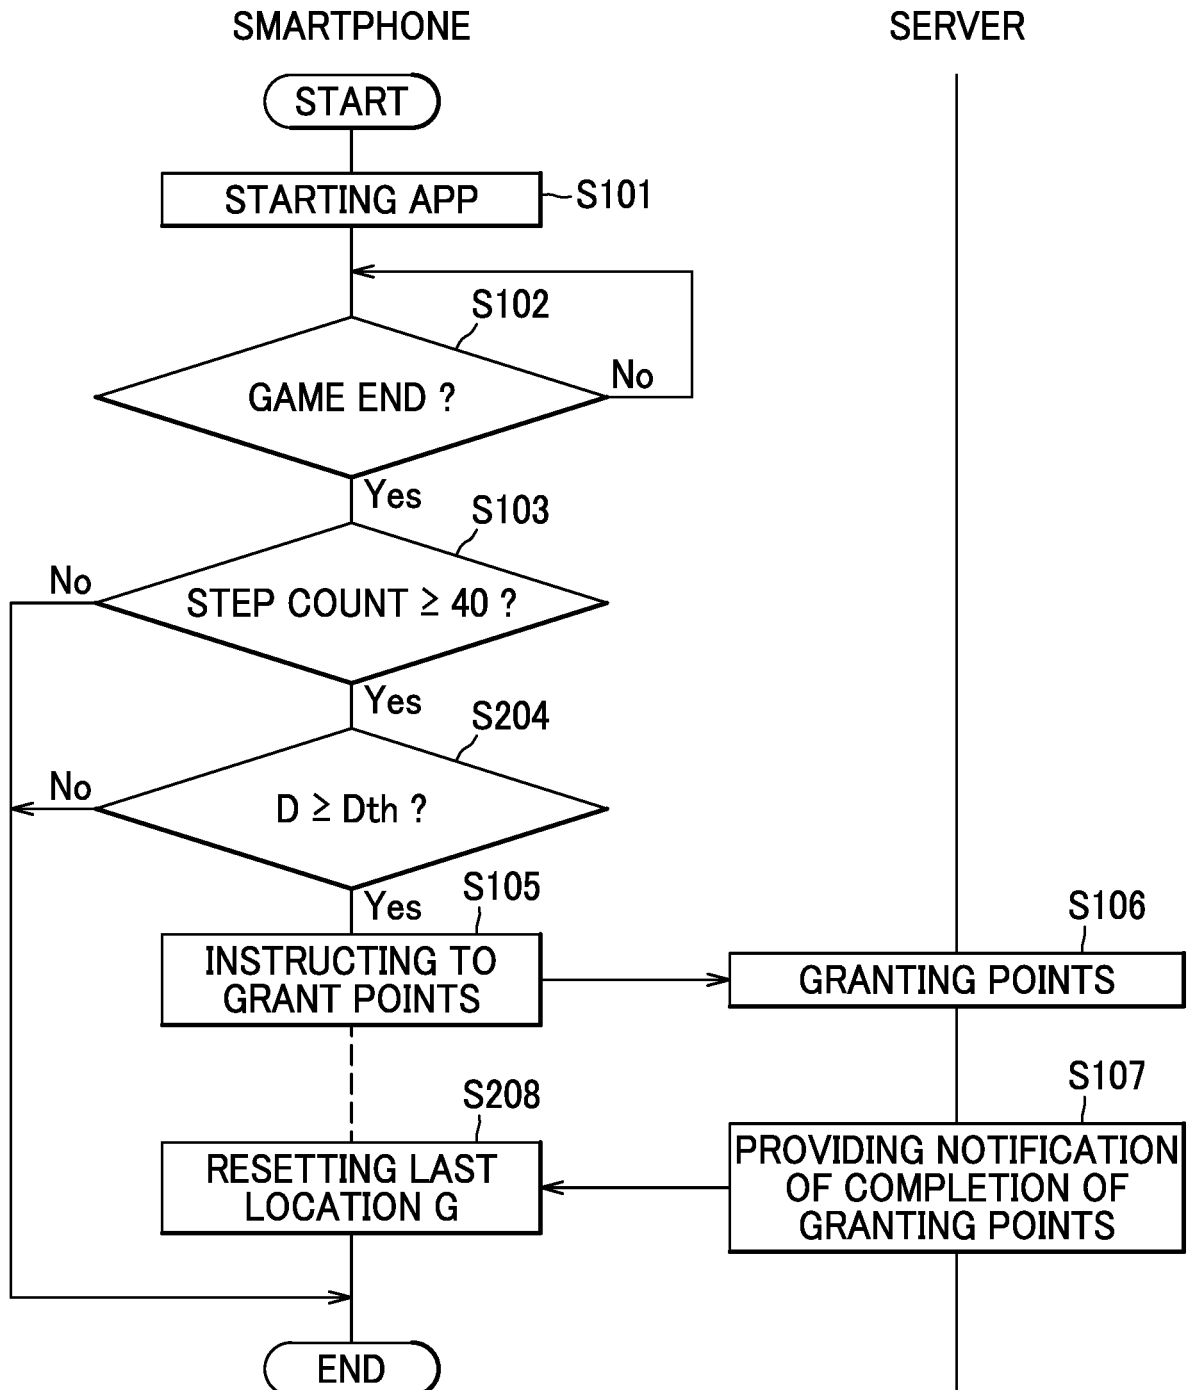 SMARTPHONE
SERVER
START
STARTING APP
S101
S102
GAME END ?
No
Yes
S103
No
STEP COUNT ≥ 40 ?
Yes
S204
No
D ≥ Dth ?
Yes
S105
INSTRUCTING TO
GRANT POINTS
S106
GRANTING POINTS
S208
RESETTING LAST
LOCATION G
S107
PROVIDING NOTIFICATION
OF COMPLETION OF
GRANTING POINTS
END